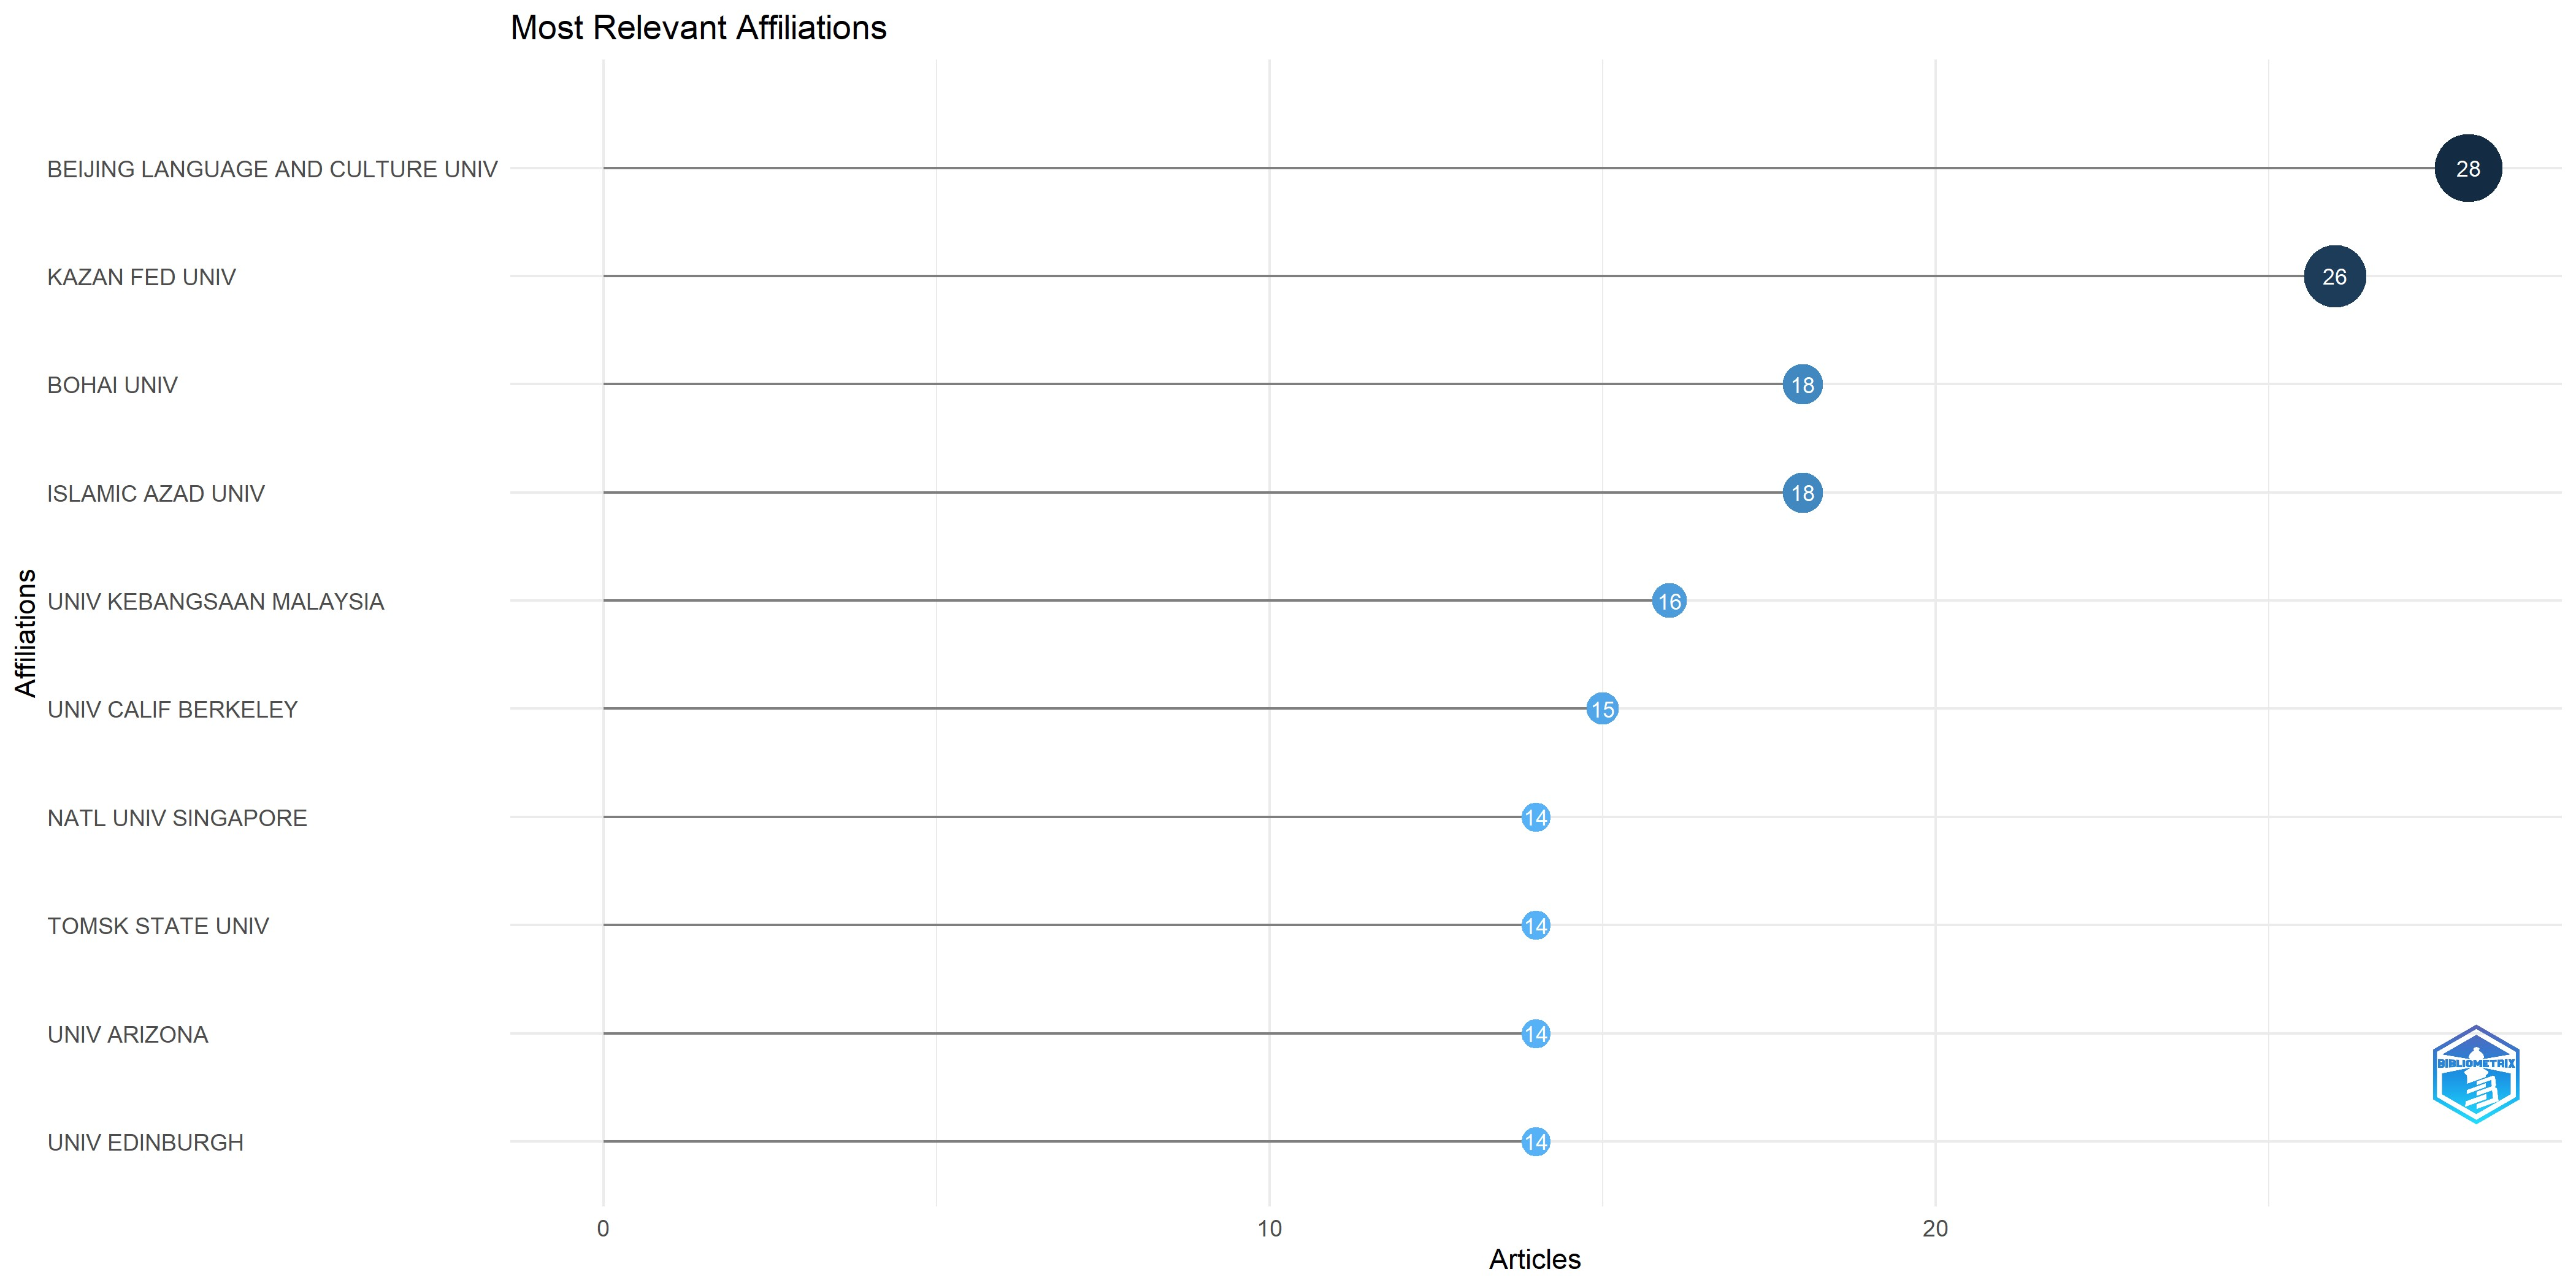 Most Relevant Affiliations
BEIJING LANGUAGE AND CULTURE UNIV 28
KAZAN FED UNIV 26
BOHAI UNIV 18
ISLAMIC AZAD UNIV 18
UNIV KEBANGSAAN MALAYSIA 16
UNIV CALIF BERKELEY 15
NATL UNIV SINGAPORE 14
TOMSK STATE UNIV 14
UNIV ARIZONA 14
UNIV EDINBURGH 14
Affiliations
BIBLIOMETRIX
0 10 20
Articles